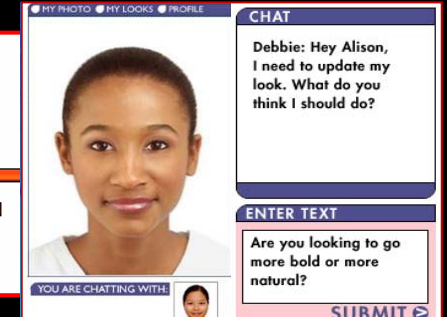 MY PHOTO MY LOOKS PROFILE
CHAT
Debbie: Hey Alison,
I need to update my
look. What do you
think I should do?
ENTER TEXT
Are you looking to go
more bold or more
natural?
YOU ARE CHATTING WITH:
SUBMIT